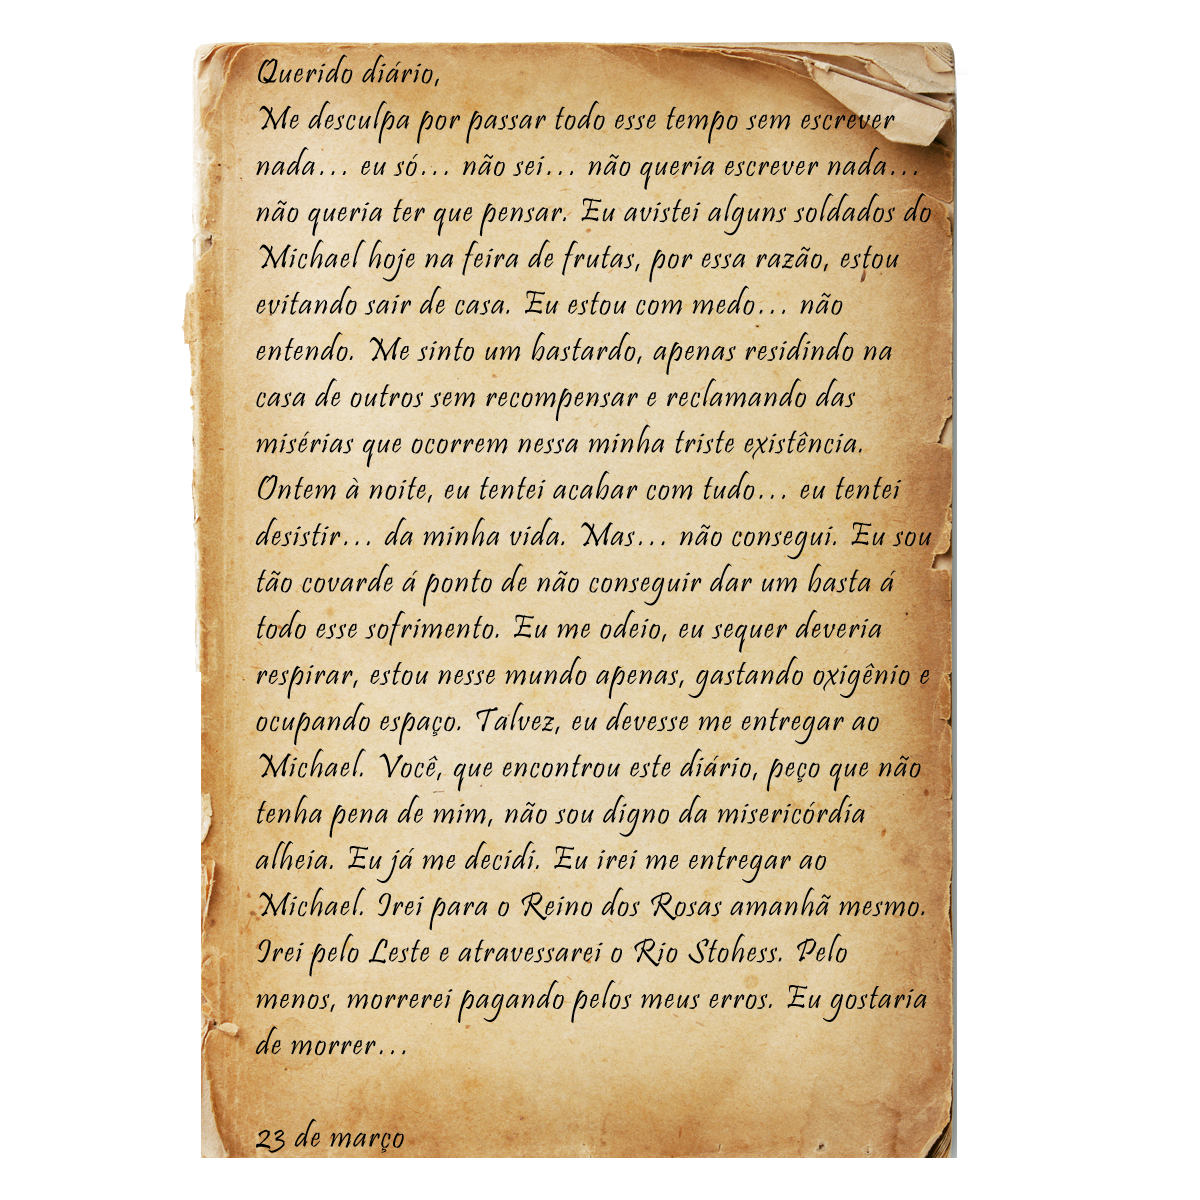 Querido diário,
Me desculpa por passar todo esse tempo sem escrever
nada... eu só... não sei... não queria escrever nada...
não queria ter que pensar. Eu avistei alguns soldados do
Michael hoje na feira de frutas, por essa razão, estou
evitando sair de casa. Eu estou com medo... não
entendo. Me sinto um bastardo, apenas residindo na
casa de outros sem recompensar e reclamando das
misérias que ocorrem nessa minha triste existência.
Ontem à noite, eu tentei acabar com tudo... eu tentei
desistir... da minha vida. Mas... não consegui. Eu sou
tão covarde á ponto de não conseguir dar um basta á
todo esse sofrimento. Eu me odeio, eu sequer deveria
respirar, estou nesse mundo apenas, gastando oxigênio e
ocupando espaço. Talvez, eu devesse me entregar ao
Michael. Você, que encontrou este diário, peço que não
tenha pena de mim, não sou digno da misericórdia
alheia. Eu já me decidi. Eu irei me entregar ao
Michael. Irei para o Reino dos Rosas amanhã mesmo.
Irei pelo Leste e atravessarei o Rio Stohess. Pelo
menos, morrerei pagando pelos meus erros. Eu gostaria
de morrer...
23 de março